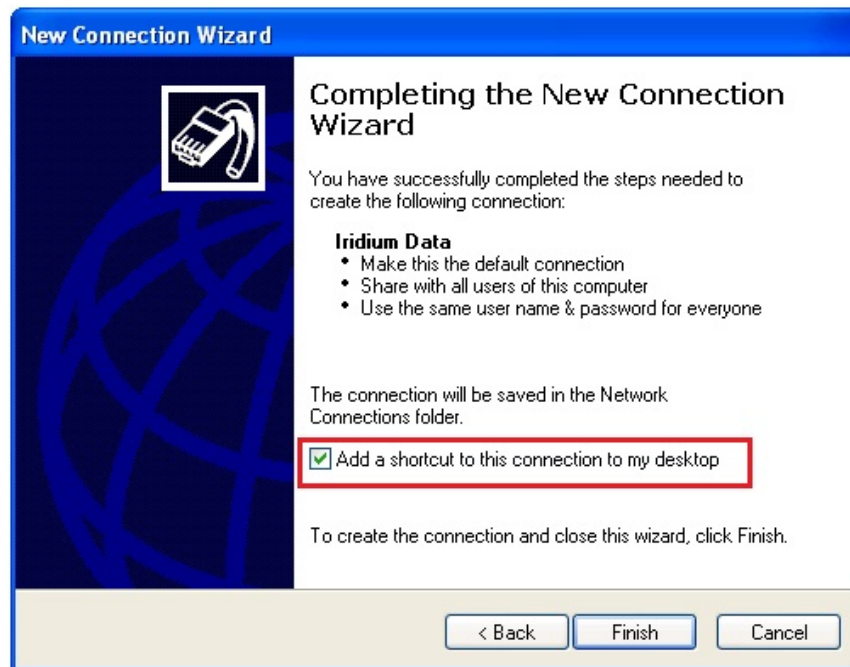 New Connection Wizard
Completing the New Connection
Wizard
You have successfully completed the steps needed to
create the following connection:
Iridium Data
• Make this the default connection
• Share with all users of this computer
• Use the same user name & password for everyone
The connection will be saved in the Network
Connections folder.
Add a shortcut to this connection to my desktop
To create the connection and close this wizard, click Finish.
< Back Finish Cancel